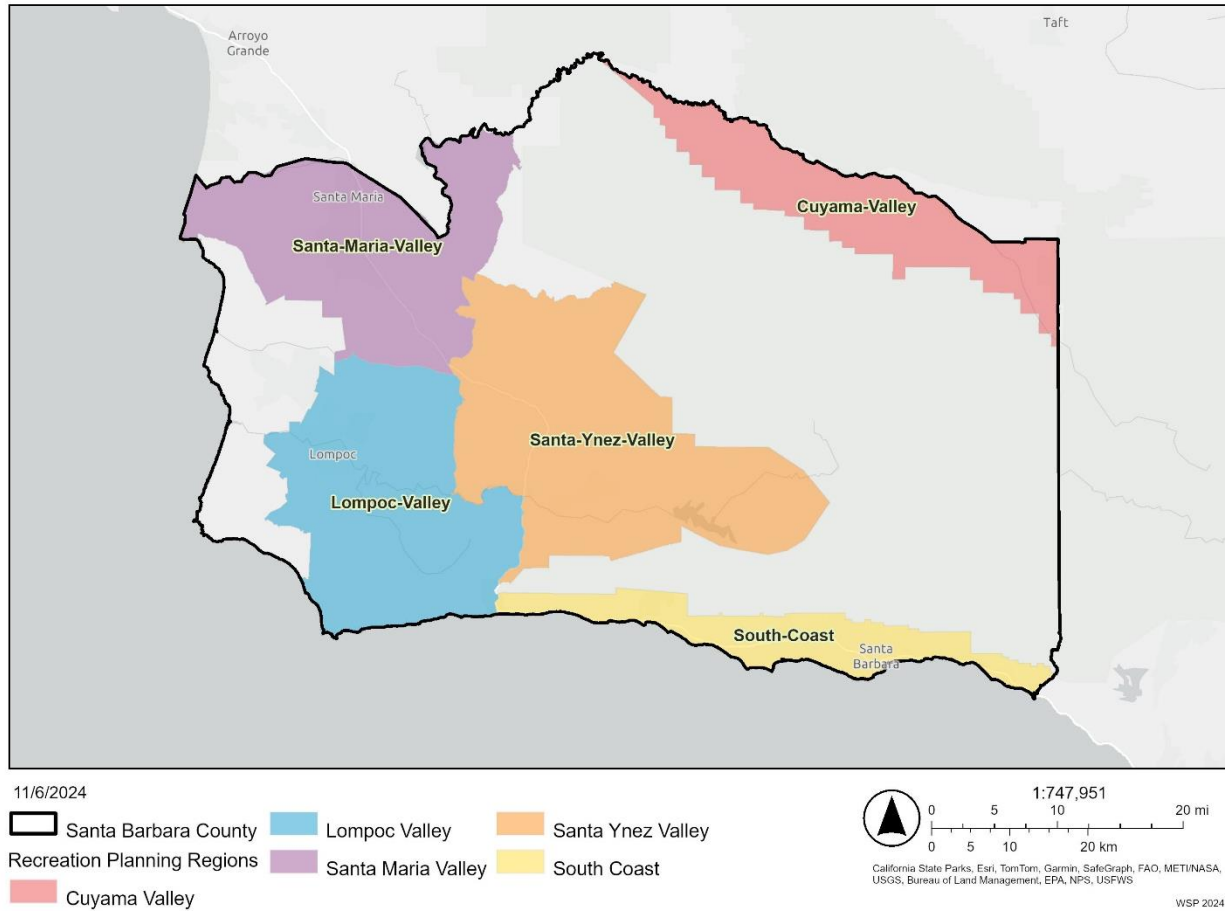 Arroyo
Grande
Taft
Santa Maria
Santa-Maria-Valley
Cuyama-Valley
Santa-Ynez-Valley
Lompoc
Lompoc-Valley
South-Coast
Santa
Barbara
11/6/2024
Santa Barbara County
Recreation Planning Regions
Cuyama Valley
Lompoc Valley
Santa Maria Valley
Santa Ynez Valley
South Coast
1:747,951
0 5 10 20 mi
0 5 10 20 km
California State Parks, Esri, TomTom, Garmin, SafeGraph, FAO, METI/NASA,
USGS, Bureau of Land Management, EPA, NPS, USFWS
WSP 2024